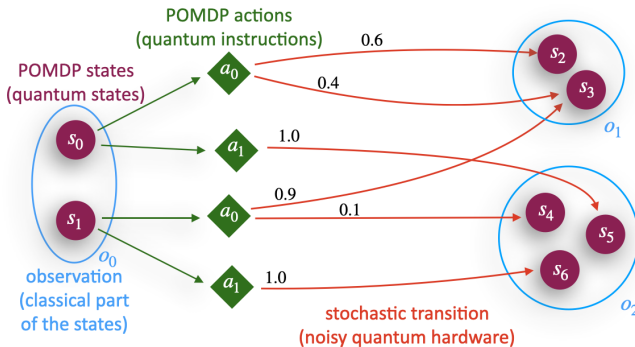 POMDP actions
(quantum instructions)
POMDP states
(quantum states)
a0
0.6
0.4
s2
s3
o1
s0
a1
1.0
s1
a0
0.9
0.1
s4
s5
s6
o0
a1
1.0
o2
observation
(classical part
of the states)
stochastic transition
(noisy quantum hardware)